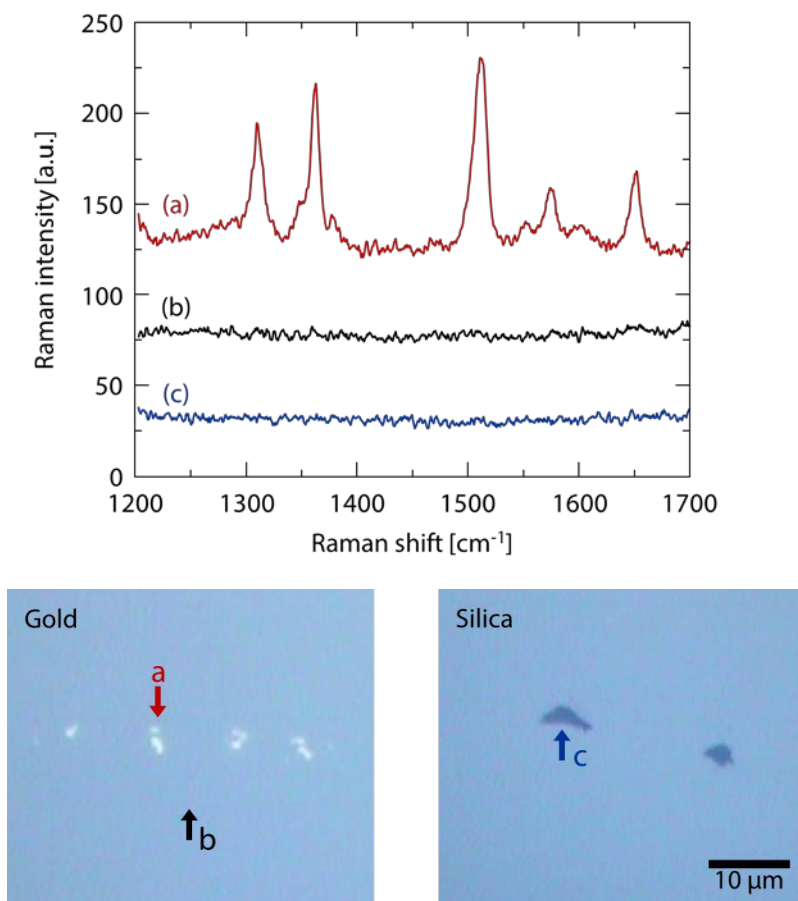 250
200
150
100
50
0
Raman intensity [a.u.]
(a)
(b)
(c)
1200 1300 1400 1500 1600 1700
Raman shift [cm⁻¹]
Gold
a
b
Silica
c
10 μm